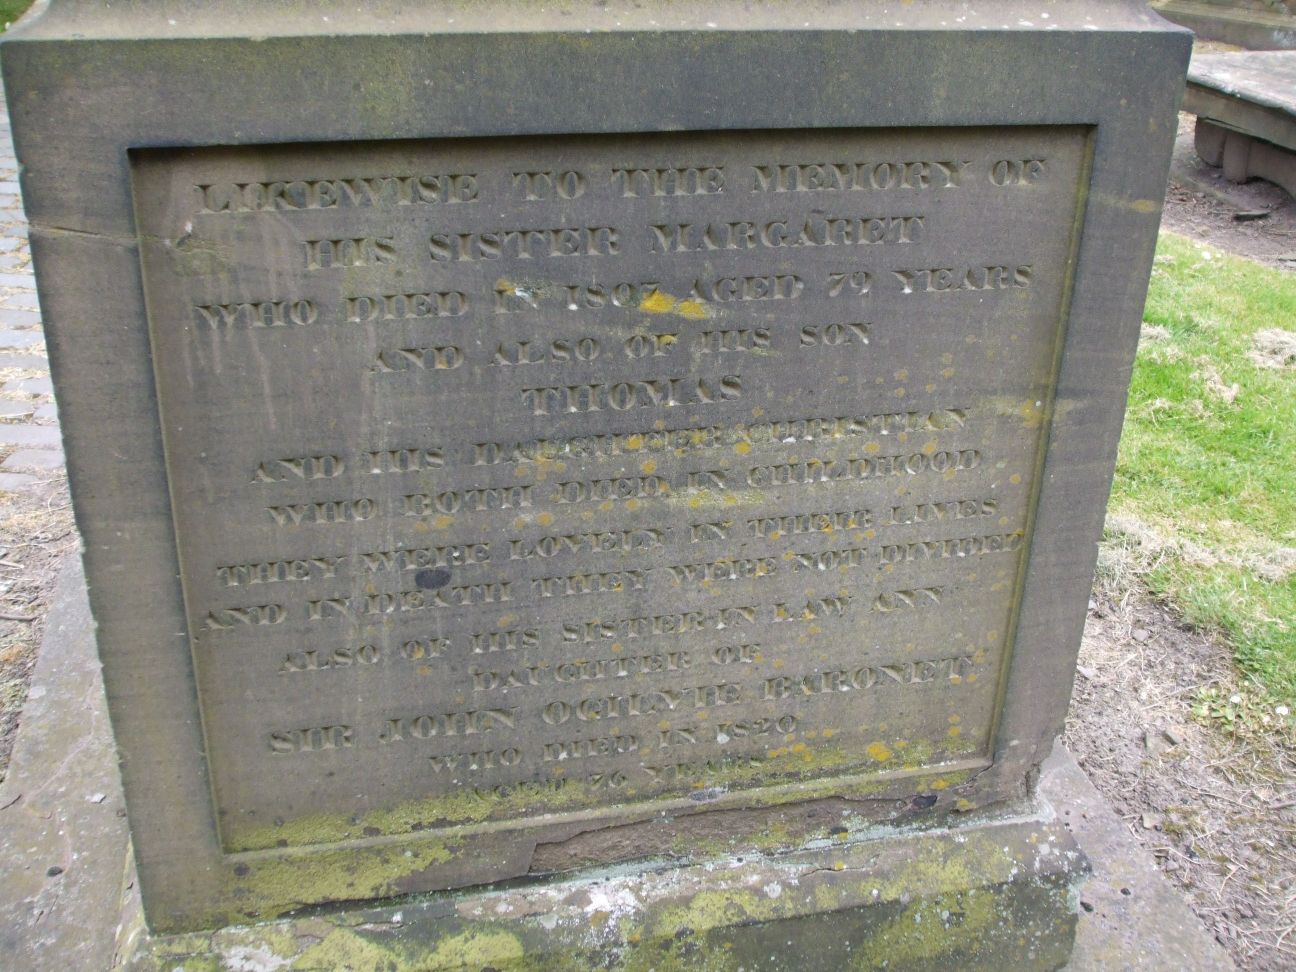 LIKEWISE TO THE MEMORY OF
HIS SISTER MARGARET
WHO DIED IN 1807 AGED 79 YEARS
AND ALSO OF HIS SON
THOMAS
AND HIS DAUGHTER CHRISTIAN
WHO BOTH DIED IN CHILDHOOD
THEY WERE LOVELY IN THEIR LIVES
AND IN DEATH THEY WERE NOT DIVIDED
ALSO OF HIS SISTER-IN LAW ANN
DAUGHTER OF
SIR JOHN OGILVIE BARONET
WHO DIED IN 1820
AGED 76 YEARS